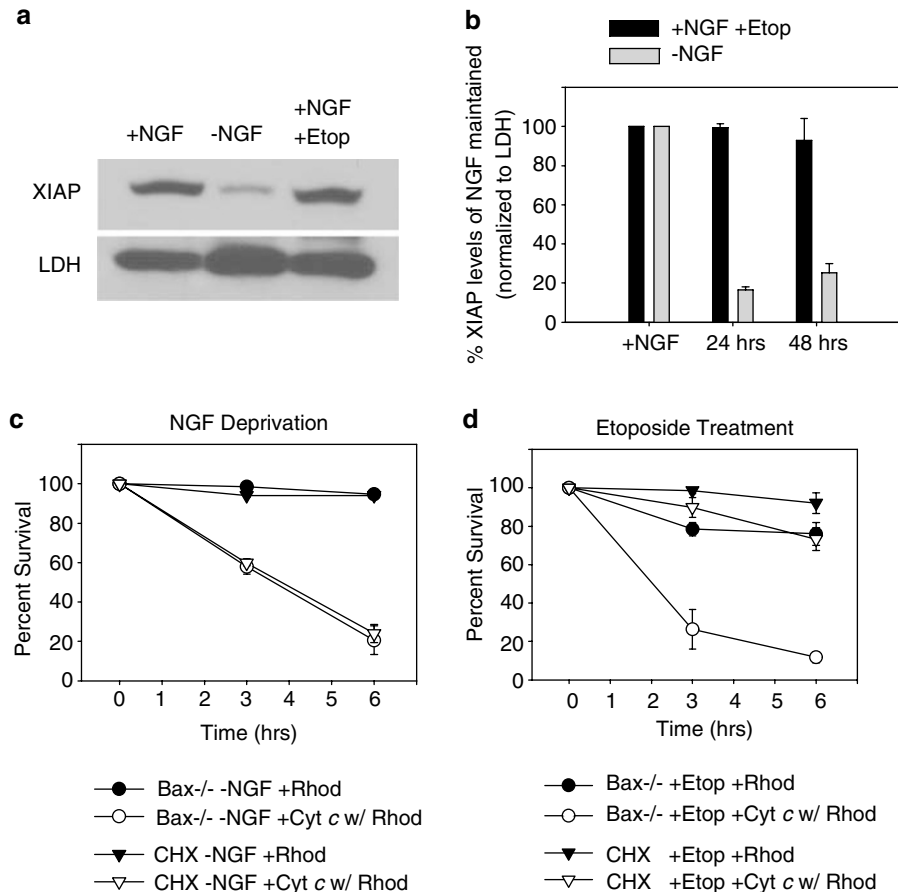 a
+NGF -NGF +NGF +Etop
XIAP
LDH
b
+NGF +Etop
-NGF
% XIAP levels of NGF maintained
(normalized to LDH)
100
80
60
40
20
0
+NGF 24 hrs 48 hrs
c
NGF Deprivation
Percent Survival
100
80
60
40
20
0
0 1 2 3 4 5 6
Time (hrs)
Bax-/- -NGF +Rhod
Bax-/- -NGF +Cyt c w/ Rhod
CHX -NGF +Rhod
CHX -NGF +Cyt c w/ Rhod
d
Etoposide Treatment
Percent Survival
100
80
60
40
20
0
0 1 2 3 4 5 6
Time (hrs)
Bax-/- +Etop +Rhod
Bax-/- +Etop +Cyt c w/ Rhod
CHX +Etop +Rhod
CHX +Etop +Cyt c w/ Rhod